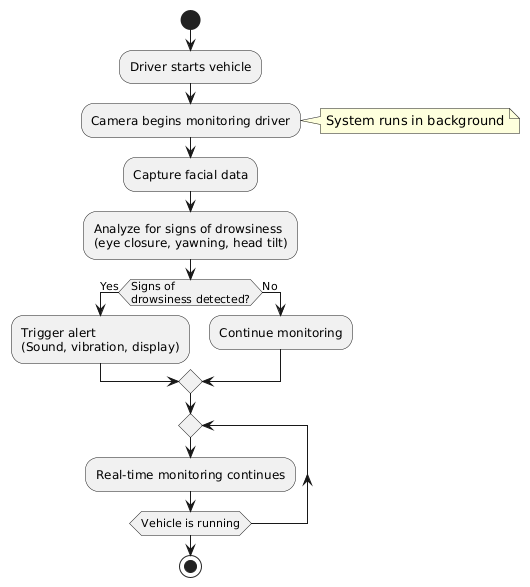 Driver starts vehicle
Camera begins monitoring driver
System runs in background
Capture facial data
Analyze for signs of drowsiness
(eye closure, yawning, head tilt)
Yes
Signs of
drowsiness detected?
No
Trigger alert
(Sound, vibration, display)
Continue monitoring
Real-time monitoring continues
Vehicle is running